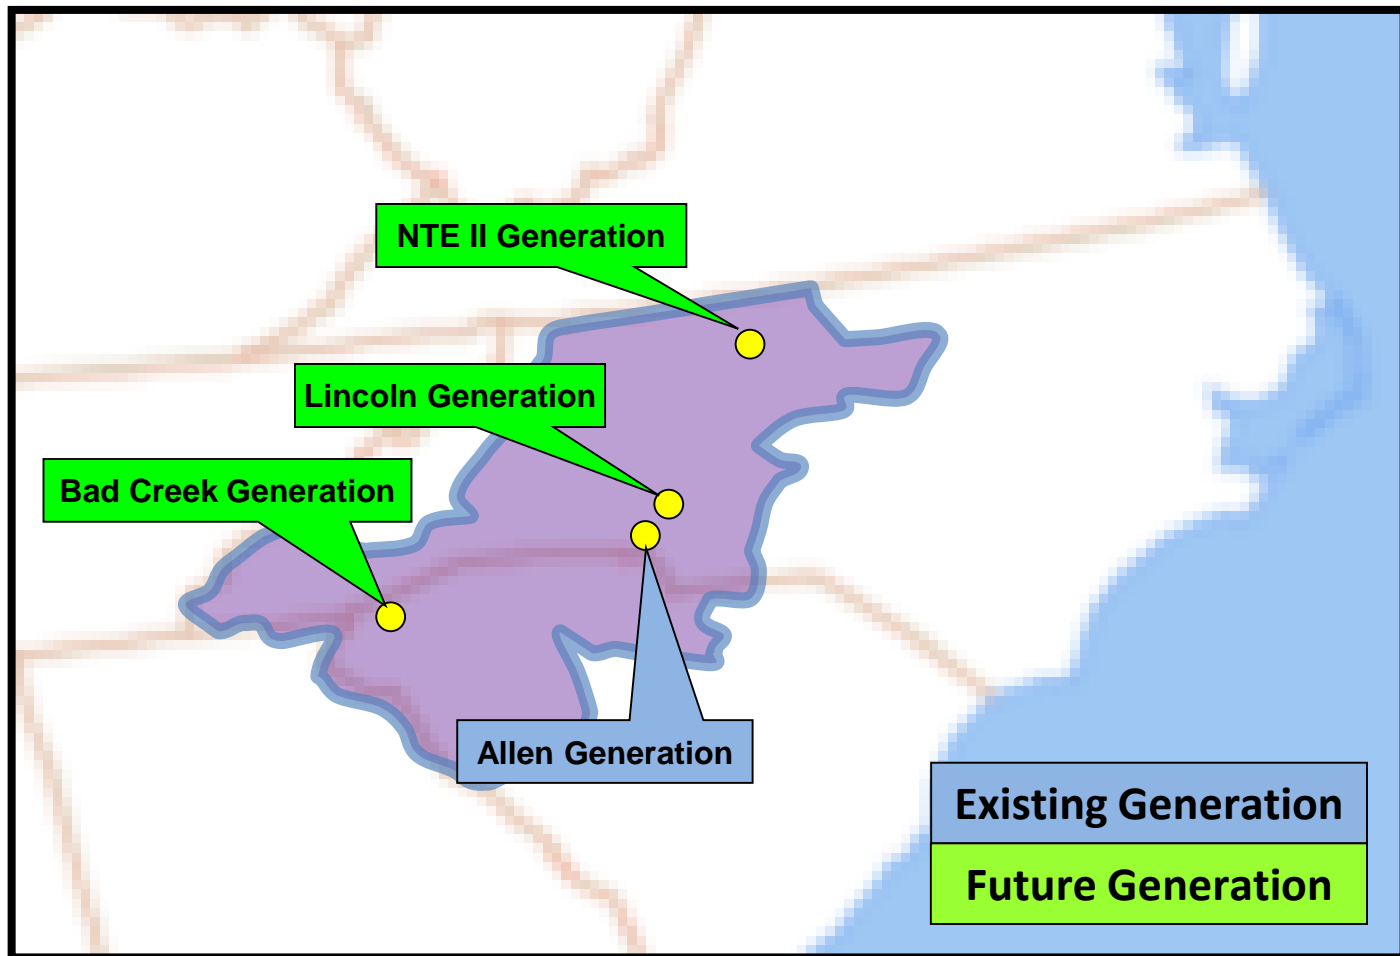 NTE II Generation
Lincoln Generation
Bad Creek Generation
Allen Generation
Existing Generation
Future Generation